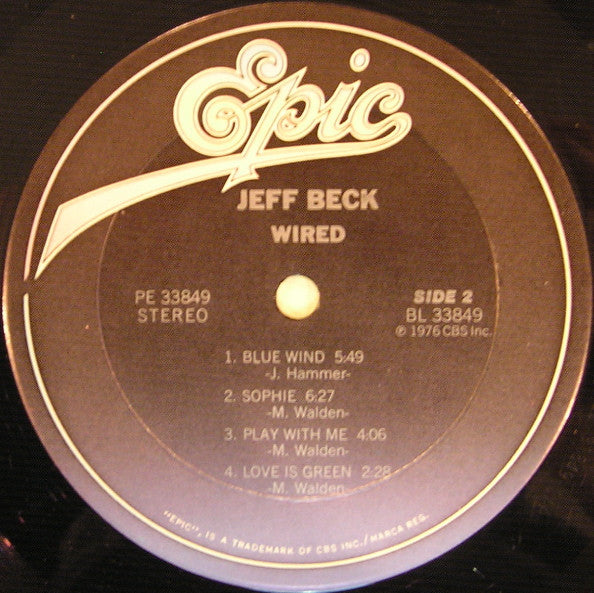 Epic
JEFF BECK
WIRED
PE 33849
STEREO
SIDE 2
BL 33849
℗ 1976 CBS Inc.
1. BLUE WIND 5:49
-J. Hammer-
2. SOPHIE 6:27
-M. Walden-
3. PLAY WITH ME 4:06
-M. Walden-
4. LOVE IS GREEN 2:28
-M. Walden-
"EPIC", IS A TRADEMARK OF CBS INC./MARCA REG.